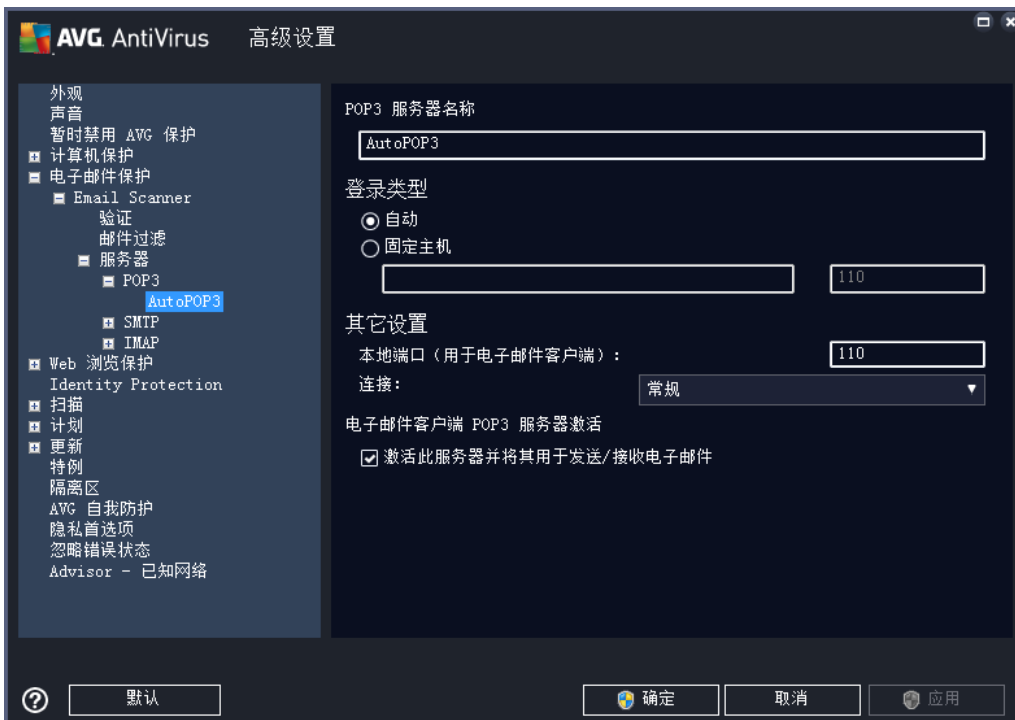 AVG AntiVirus 高级设置
外观
声音
暂时禁用 AVG 保护
计算机保护
电子邮件保护
Email Scanner
验证
邮件过滤
服务器
POP3
AutoPOP3
SMTP
IMAP
Web 浏览保护
Identity Protection
扫描
计划
更新
特例
隔离区
AVG 自我防护
隐私首选项
忽略错误状态
Advisor - 已知网络
POP3 服务器名称
AutoPOP3
登录类型
自动
固定主机
110
其它设置
本地端口（用于电子邮件客户端）: 110
连接: 常规
电子邮件客户端 POP3 服务器激活
激活此服务器并将其用于发送/接收电子邮件
默认 确定 取消 应用